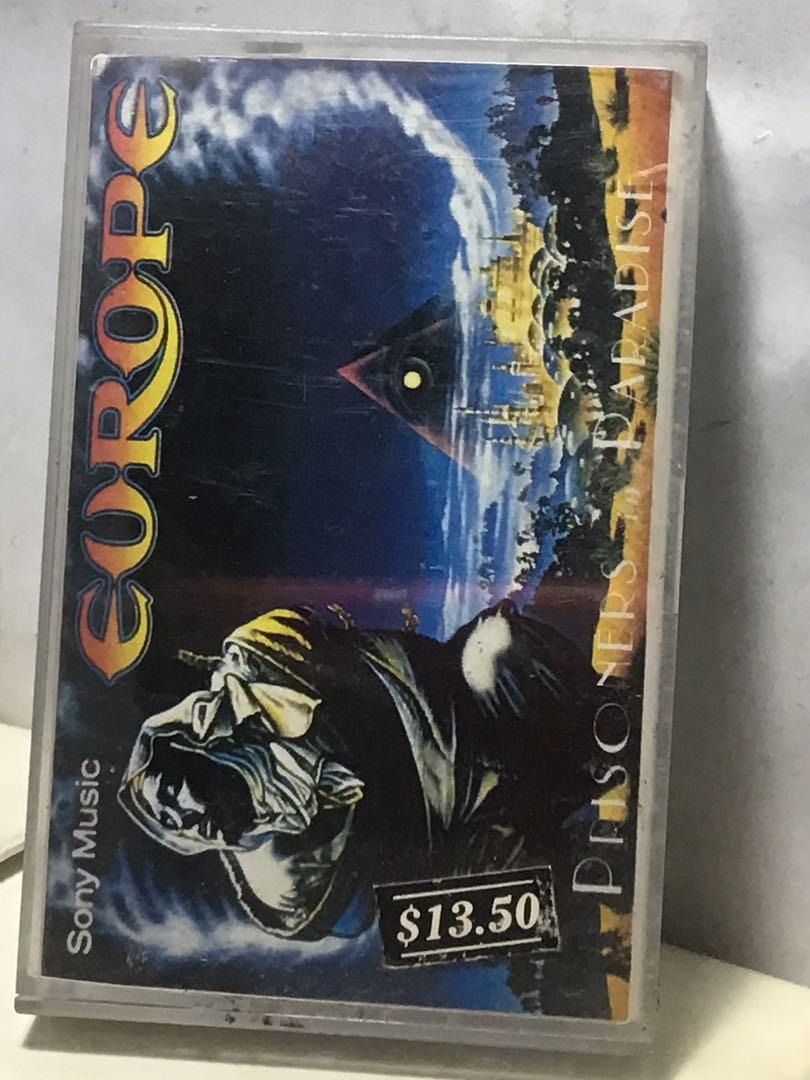 Sony Music
EUROPE
$13.50
PRISONERS in PARADISE